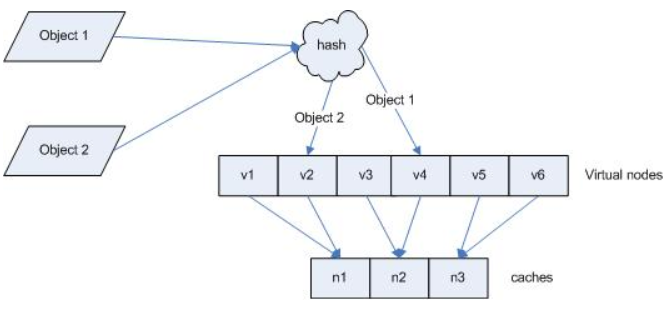 Object 1
hash
Object 1
Object 2
Object 2
v1 v2 v3 v4 v5 v6 Virtual nodes
n1 n2 n3 caches